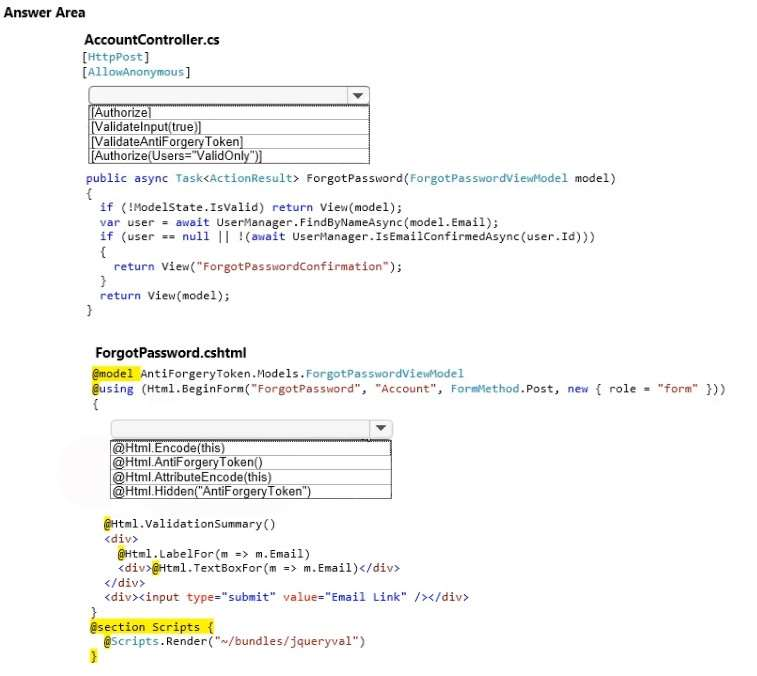 Answer Area
AccountController.cs
[HttpPost]
[AllowAnonymous]
[Authorize]
[ValidateInput(true)]
[ValidateAntiForgeryToken]
[Authorize(Users="ValidOnly")]
public async Task<ActionResult> ForgotPassword(ForgotPasswordViewModel model)
{
if (!ModelState.IsValid) return View(model);
var user = await UserManager.FindByNameAsync(model.Email);
if (user == null || !(await UserManager.IsEmailConfirmedAsync(user.Id)))
{
return View("ForgotPasswordConfirmation");
}
return View(model);
}
ForgotPassword.cshtml
@model AntiForgeryToken.Models.ForgotPasswordViewModel
@using (Html.BeginForm("ForgotPassword", "Account", FormMethod.Post, new { role = "form" }))
{
@Html.Encode(this)
@Html.AntiForgeryToken()
@Html.AttributeEncode(this)
@Html.Hidden("AntiForgeryToken")
@Html.ValidationSummary()
<div>
@Html.LabelFor(m => m.Email)
<div>@Html.TextBoxFor(m => m.Email)</div>
</div>
<div><input type="submit" value="Email Link" /></div>
}
@section Scripts {
@Scripts.Render("~/bundles/jqueryval")
}